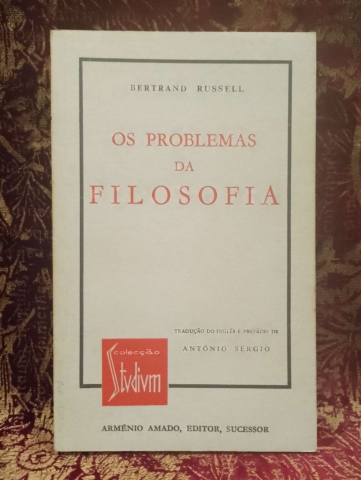 BERTRAND RUSSELL
OS PROBLEMAS
DA
FILOSOFIA
TRADUÇÃO DO INGLÊS E PREFÁCIO DE
ANTÓNIO SÉRGIO
colecção
Stvdivm
ARMÉNIO AMADO, EDITOR, SUCESSOR